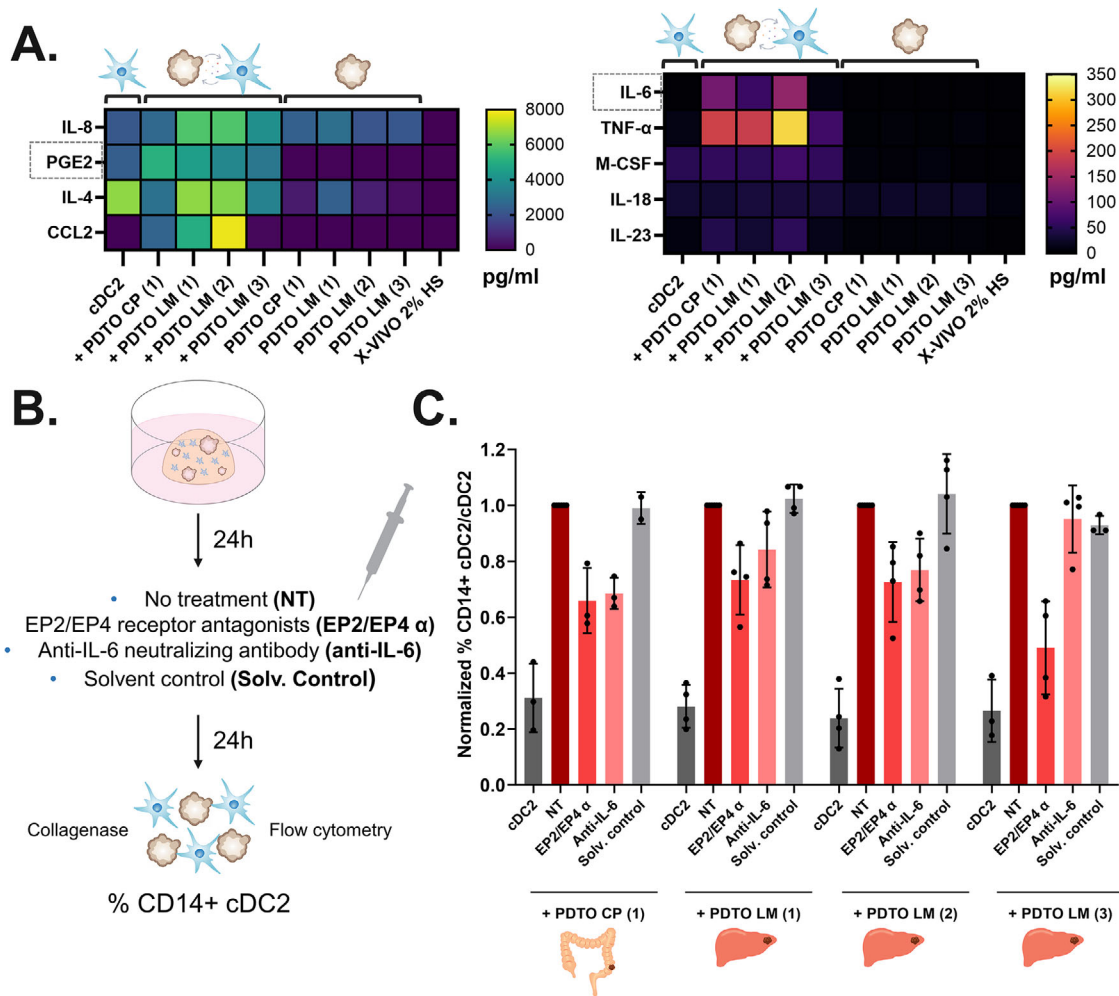 A.
IL-8
PGE2
IL-4
CCL2
8000
6000
4000
2000
0
pg/ml
cDC2
+ PDTO CP (1)
+ PDTO LM (1)
+ PDTO LM (2)
+ PDTO LM (3)
PDTO CP (1)
PDTO LM (1)
PDTO LM (2)
PDTO LM (3)
X-VIVO 2% HS
IL-6
TNF-α
M-CSF
IL-18
IL-23
350
300
250
200
150
100
50
0
pg/ml
cDC2
+ PDTO CP (1)
+ PDTO LM (1)
+ PDTO LM (2)
+ PDTO LM (3)
PDTO CP (1)
PDTO LM (1)
PDTO LM (2)
PDTO LM (3)
X-VIVO 2% HS
B.
24h
• No treatment (NT)
EP2/EP4 receptor antagonists (EP2/EP4 α)
• Anti-IL-6 neutralizing antibody (anti-IL-6)
• Solvent control (Solv. Control)
24h
Collagenase
Flow cytometry
% CD14+ cDC2
C.
Normalized % CD14+ cDC2/cDC2
1.2
1.0
0.8
0.6
0.4
0.2
0.0
cDC2
NT
EP2/EP4 α
Anti-IL-6
Solv. control
cDC2
NT
EP2/EP4 α
Anti-IL-6
Solv. control
cDC2
NT
EP2/EP4 α
Anti-IL-6
Solv. control
cDC2
NT
EP2/EP4 α
Anti-IL-6
Solv. control
+ PDTO CP (1)
+ PDTO LM (1)
+ PDTO LM (2)
+ PDTO LM (3)